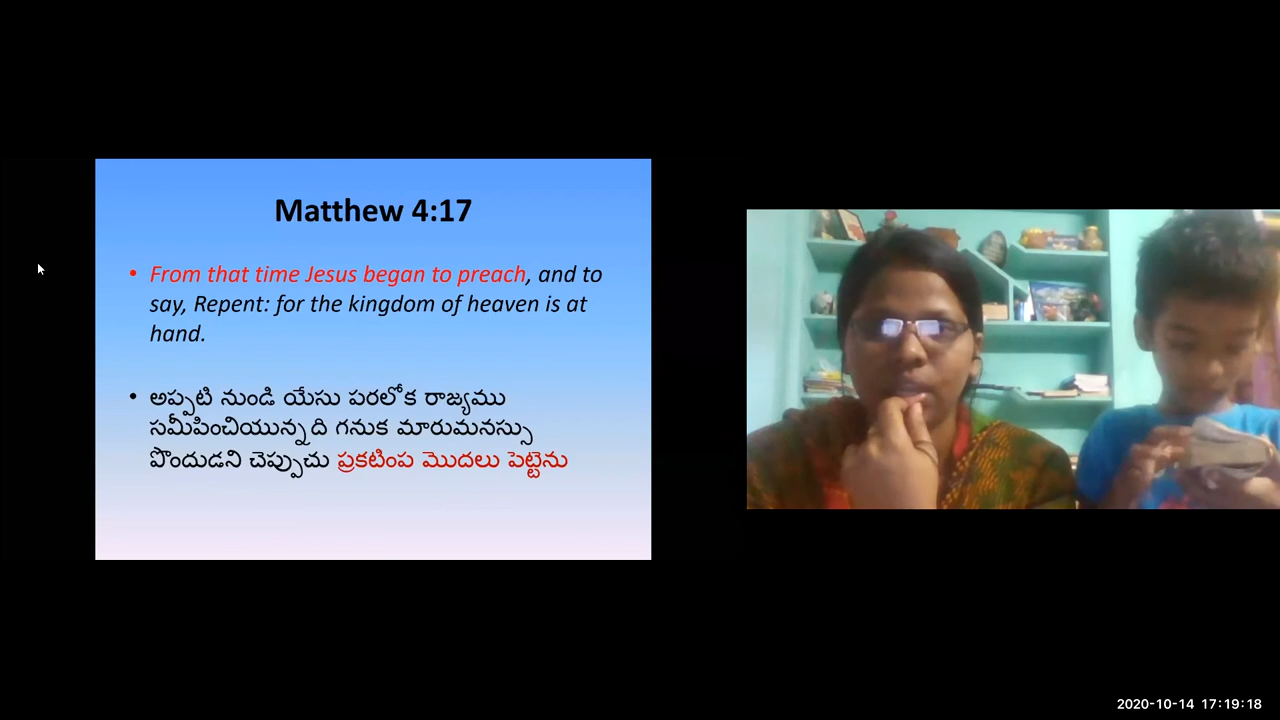 Matthew 4:17
• From that time Jesus began to preach, and to
say, Repent: for the kingdom of heaven is at
hand.
• అప్పటి నుండి యేసు పరలోక రాజ్యము
సమీపించియున్నది గనుక మారుమనస్సు
పొందుడని చెప్పుచు ప్రకటింప మొదలు పెట్టెను
2020-10-14 17:19:18